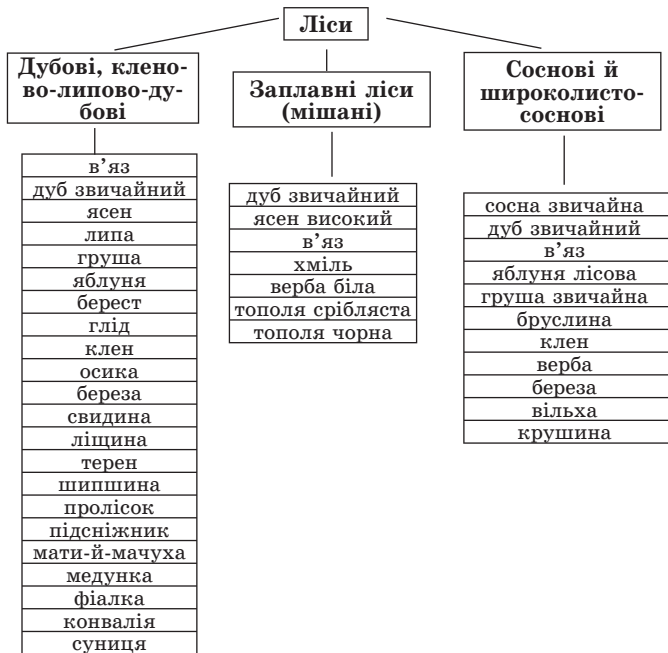 Ліси
Дубові, клено-
во-липово-ду-
бові
в’яз
дуб звичайний
ясен
липа
груша
яблуня
берест
глід
клен
осика
береза
свидина
ліщина
терен
шипшина
пролісок
підсніжник
мати-й-мачуха
медунка
фіалка
конвалія
суниця
Заплавні ліси
(мішані)
дуб звичайний
ясен високий
в’яз
хміль
верба біла
тополя срібляста
тополя чорна
Соснові й
широколисто-
соснові
сосна звичайна
дуб звичайний
в’яз
яблуня лісова
груша звичайна
бруслина
клен
верба
береза
вільха
крушина